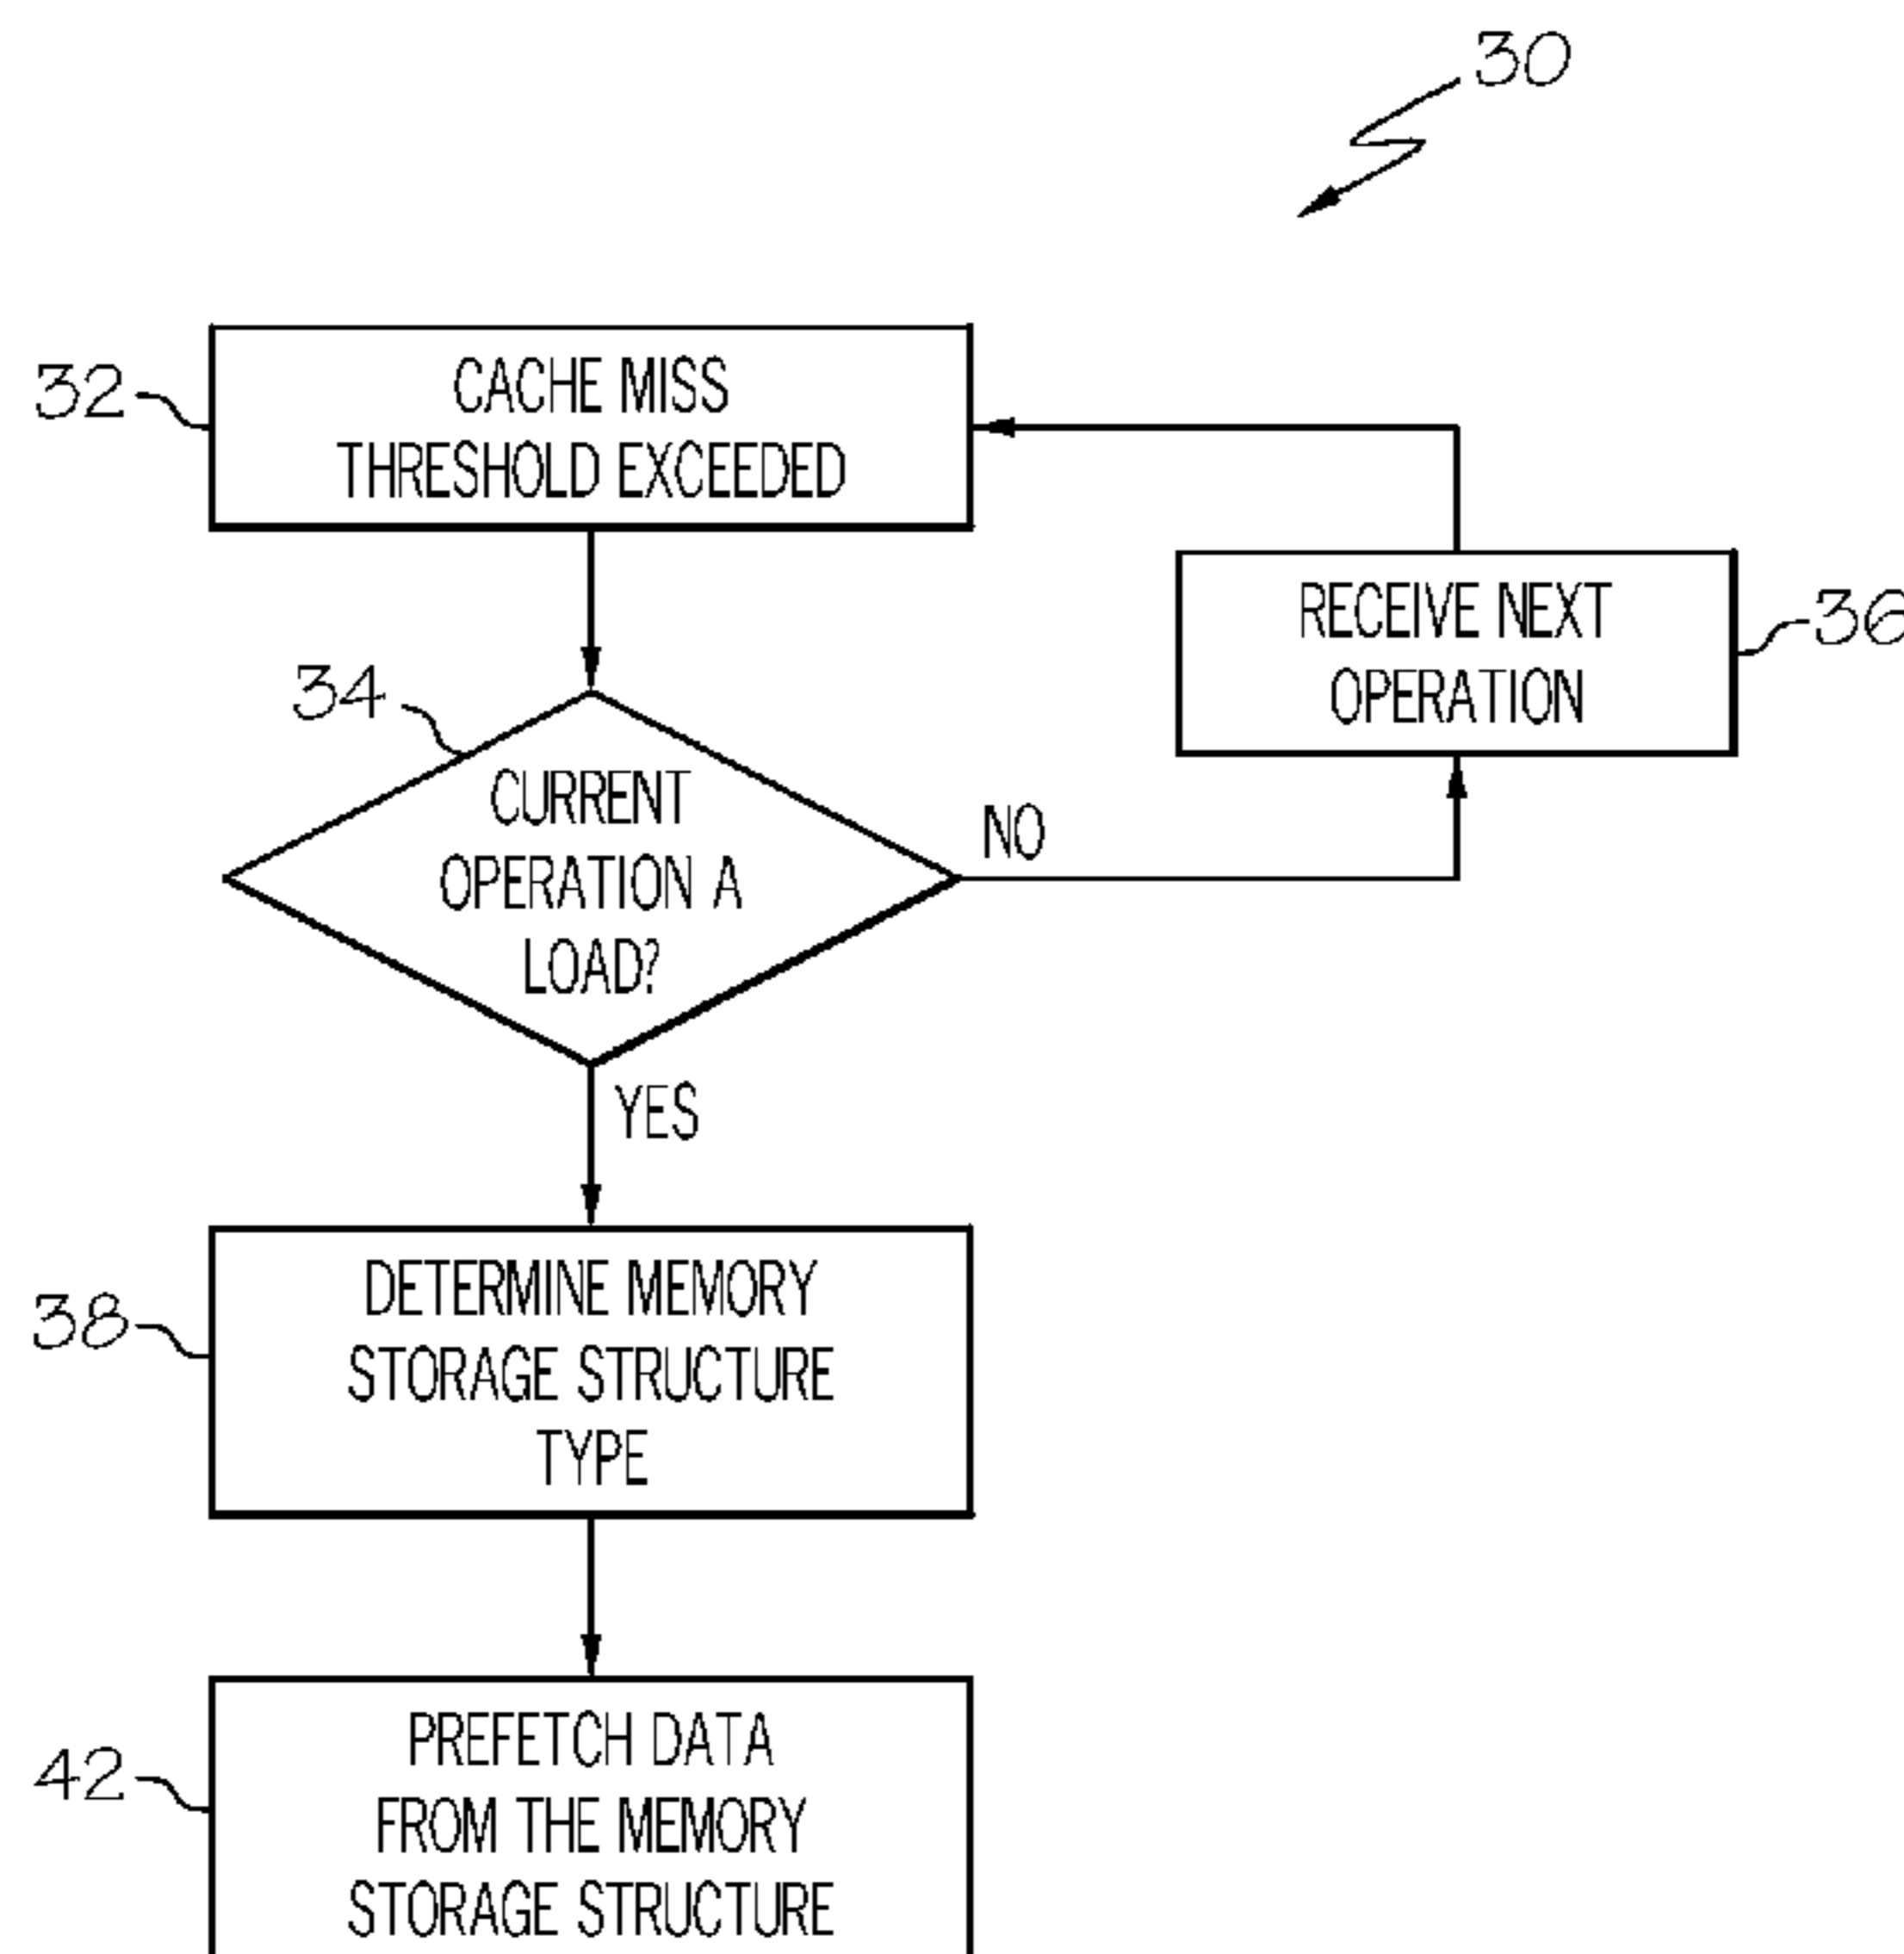 30
32
CACHE MISS
THRESHOLD EXCEEDED
RECEIVE NEXT
OPERATION
36
34
CURRENT
OPERATION A
LOAD?
NO
YES
38
DETERMINE MEMORY
STORAGE STRUCTURE
TYPE
42
PREFETCH DATA
FROM THE MEMORY
STORAGE STRUCTURE